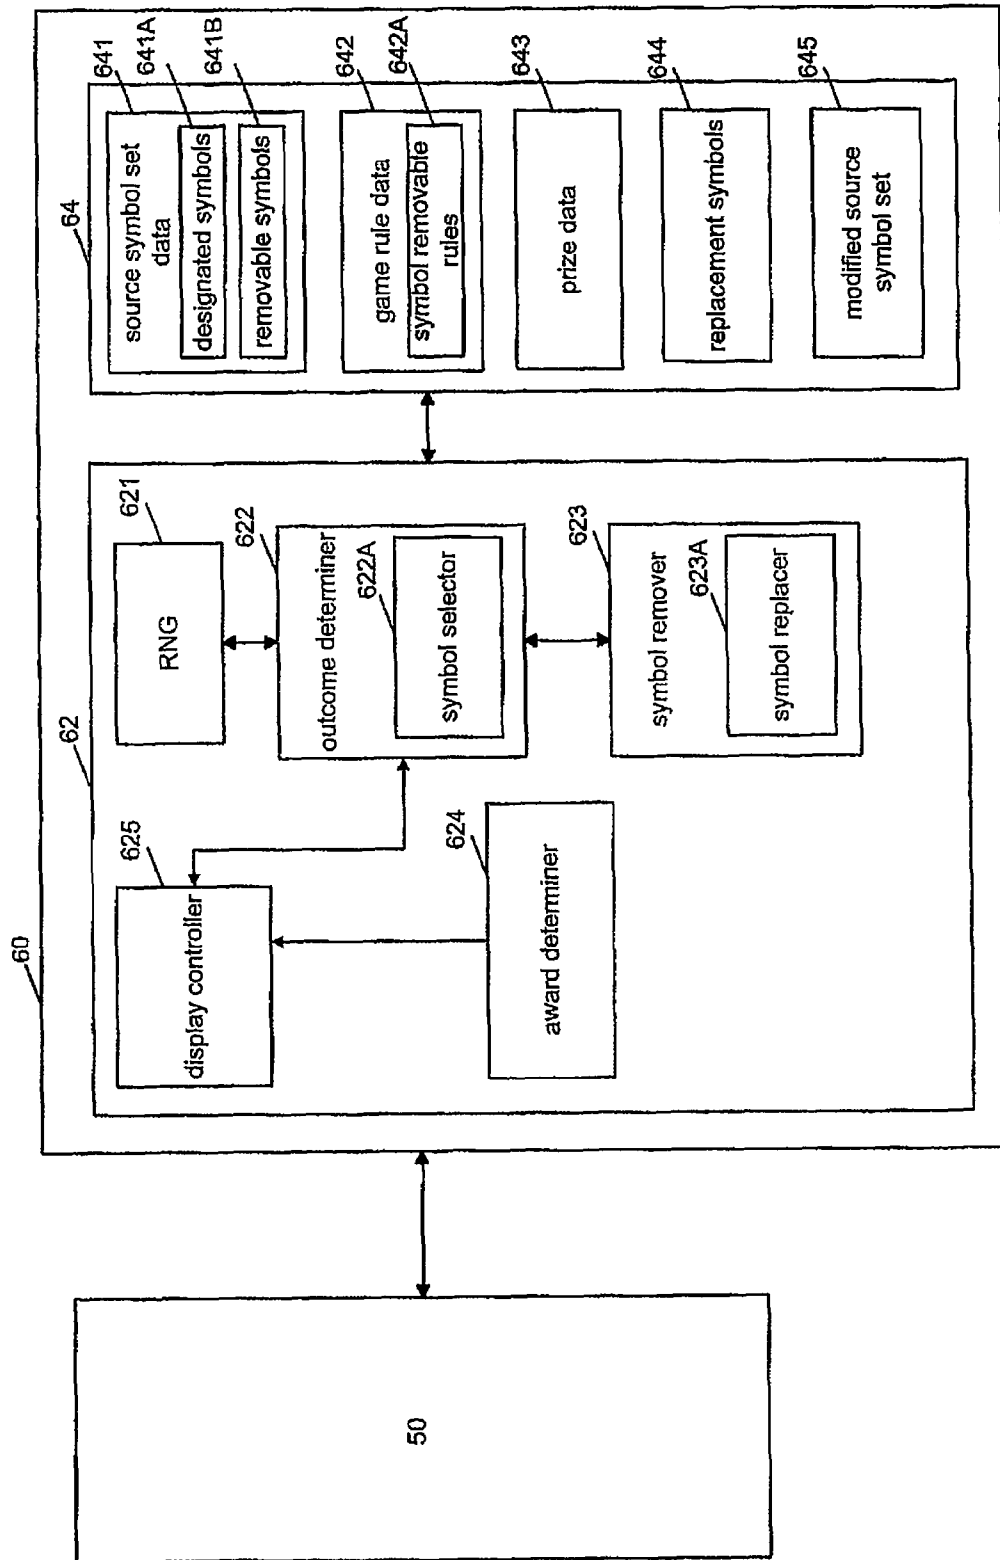 60
62
64
625
display controller
621
RNG
622
outcome determiner
622A
symbol selector
624
award determiner
623
symbol remover
623A
symbol replacer
641
641A
641B
source symbol set
data
designated symbols
removable symbols
642
642A
game rule data
symbol removable
rules
643
prize data
644
replacement symbols
645
modified source
symbol set
50